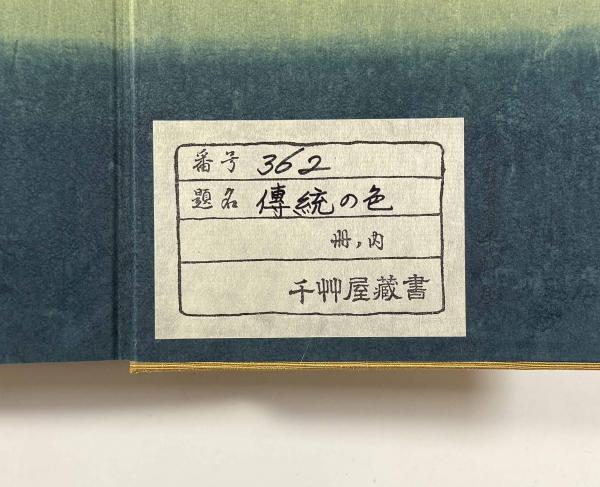 番号 362
題名 傳統の色
冊ノ内
千艸屋藏書